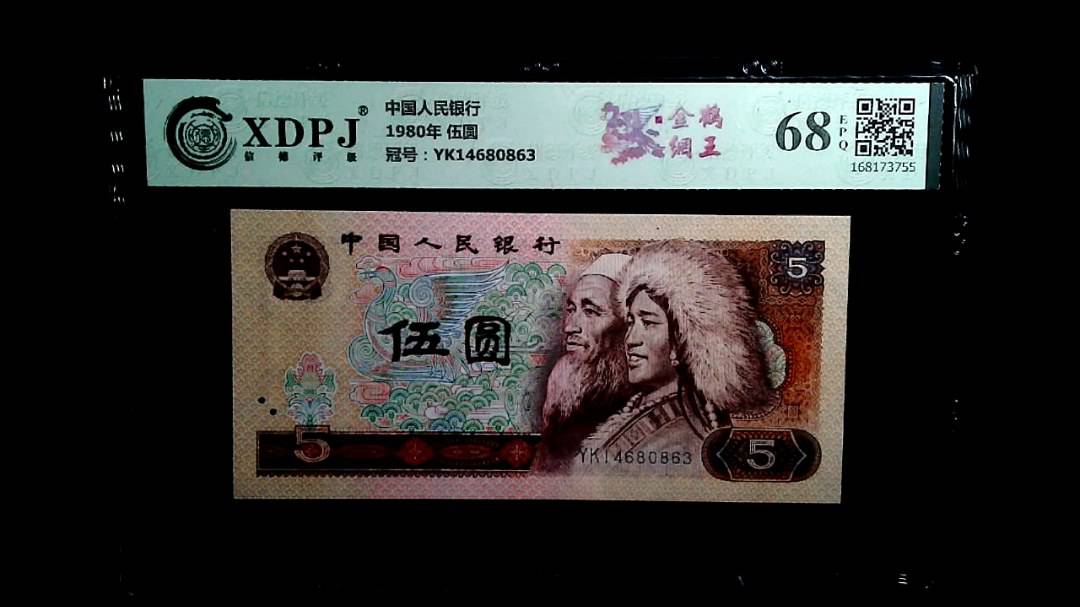 XDPJ®
信德评级
中国人民银行
1980年 伍圆
冠号：YK14680863
金鹤
纲王
68
EPQ
168173755
中国人民银行
5
伍圆
5
YK14680863
5